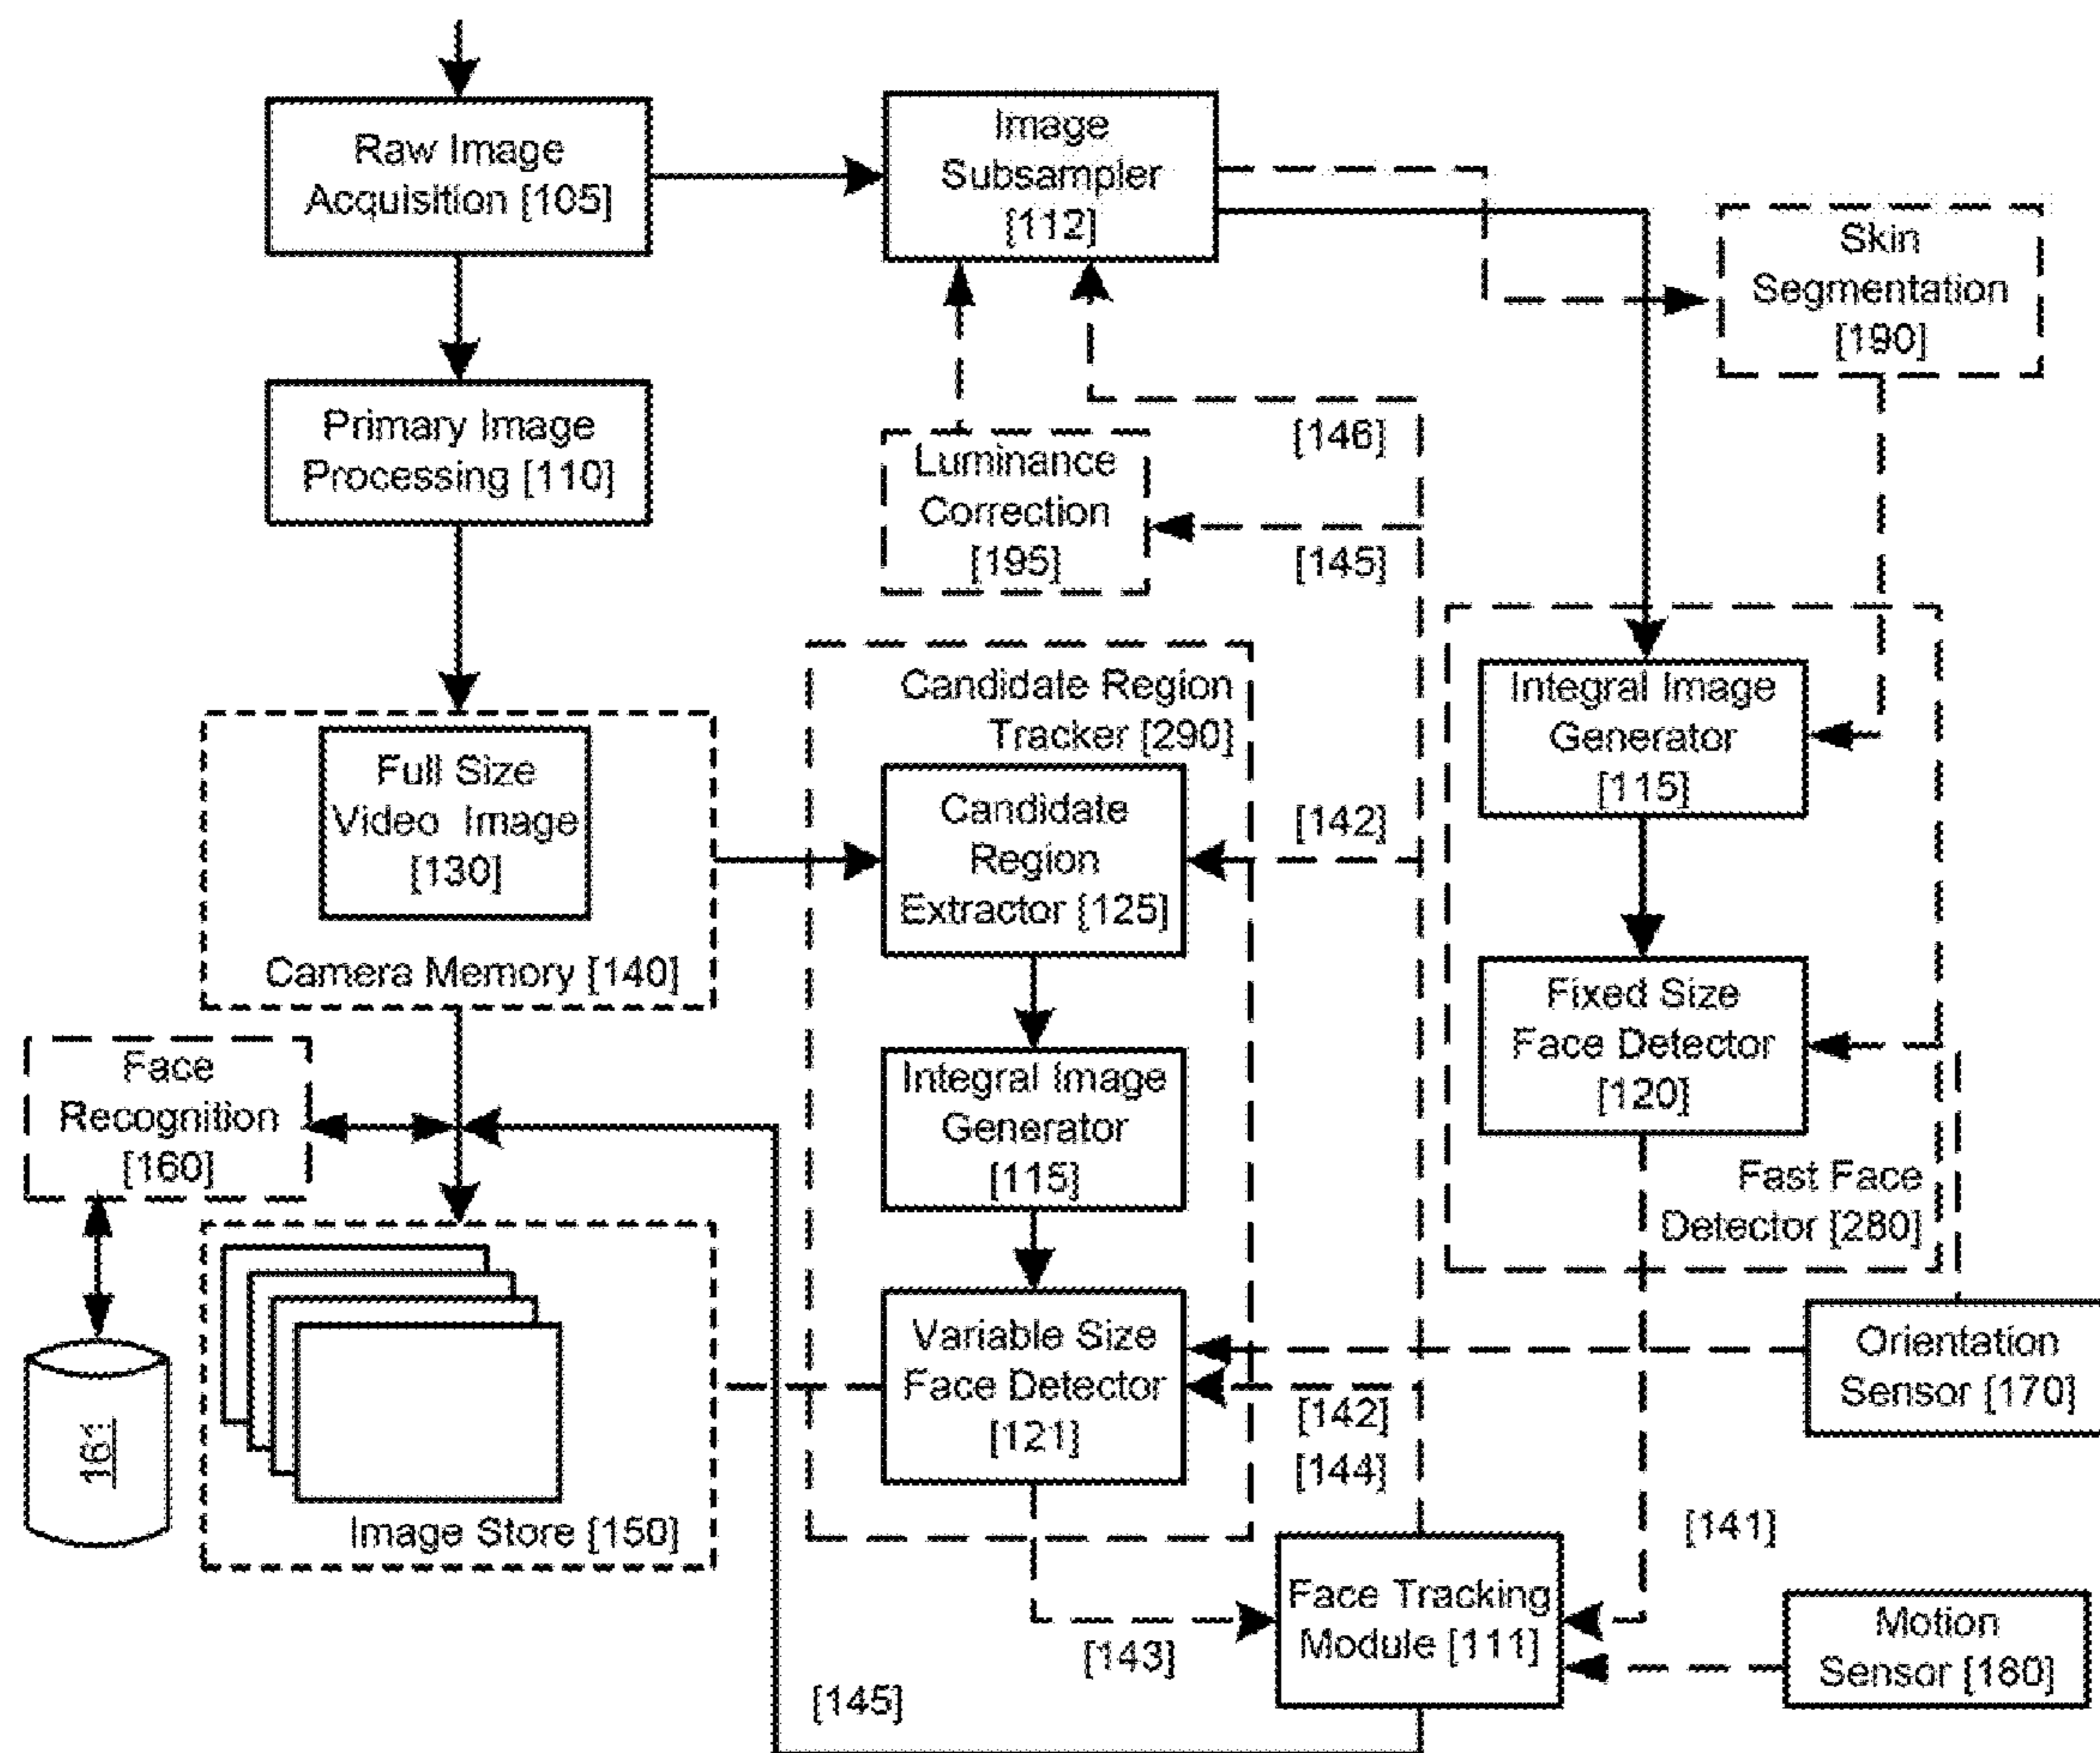 Raw Image
Acquisition [105]
Image
Subsampler
[112]
Skin
Segmentation
[190]
Primary Image
Processing [110]
[146]
Luminance
Correction
[195]
[145]
Candidate Region
Tracker [290]
Integral Image
Generator
[115]
Full Size
Video Image
[130]
Camera Memory [140]
Candidate
Region
Extractor [125]
[142]
Fixed Size
Face Detector
[120]
Fast Face
Detector [280]
Face
Recognition
[160]
Integral Image
Generator
[115]
161
Image Store [150]
Variable Size
Face Detector
[121]
[142]
[144]
Orientation
Sensor [170]
[141]
[143]
Face Tracking
Module [111]
Motion
Sensor [180]
[145]